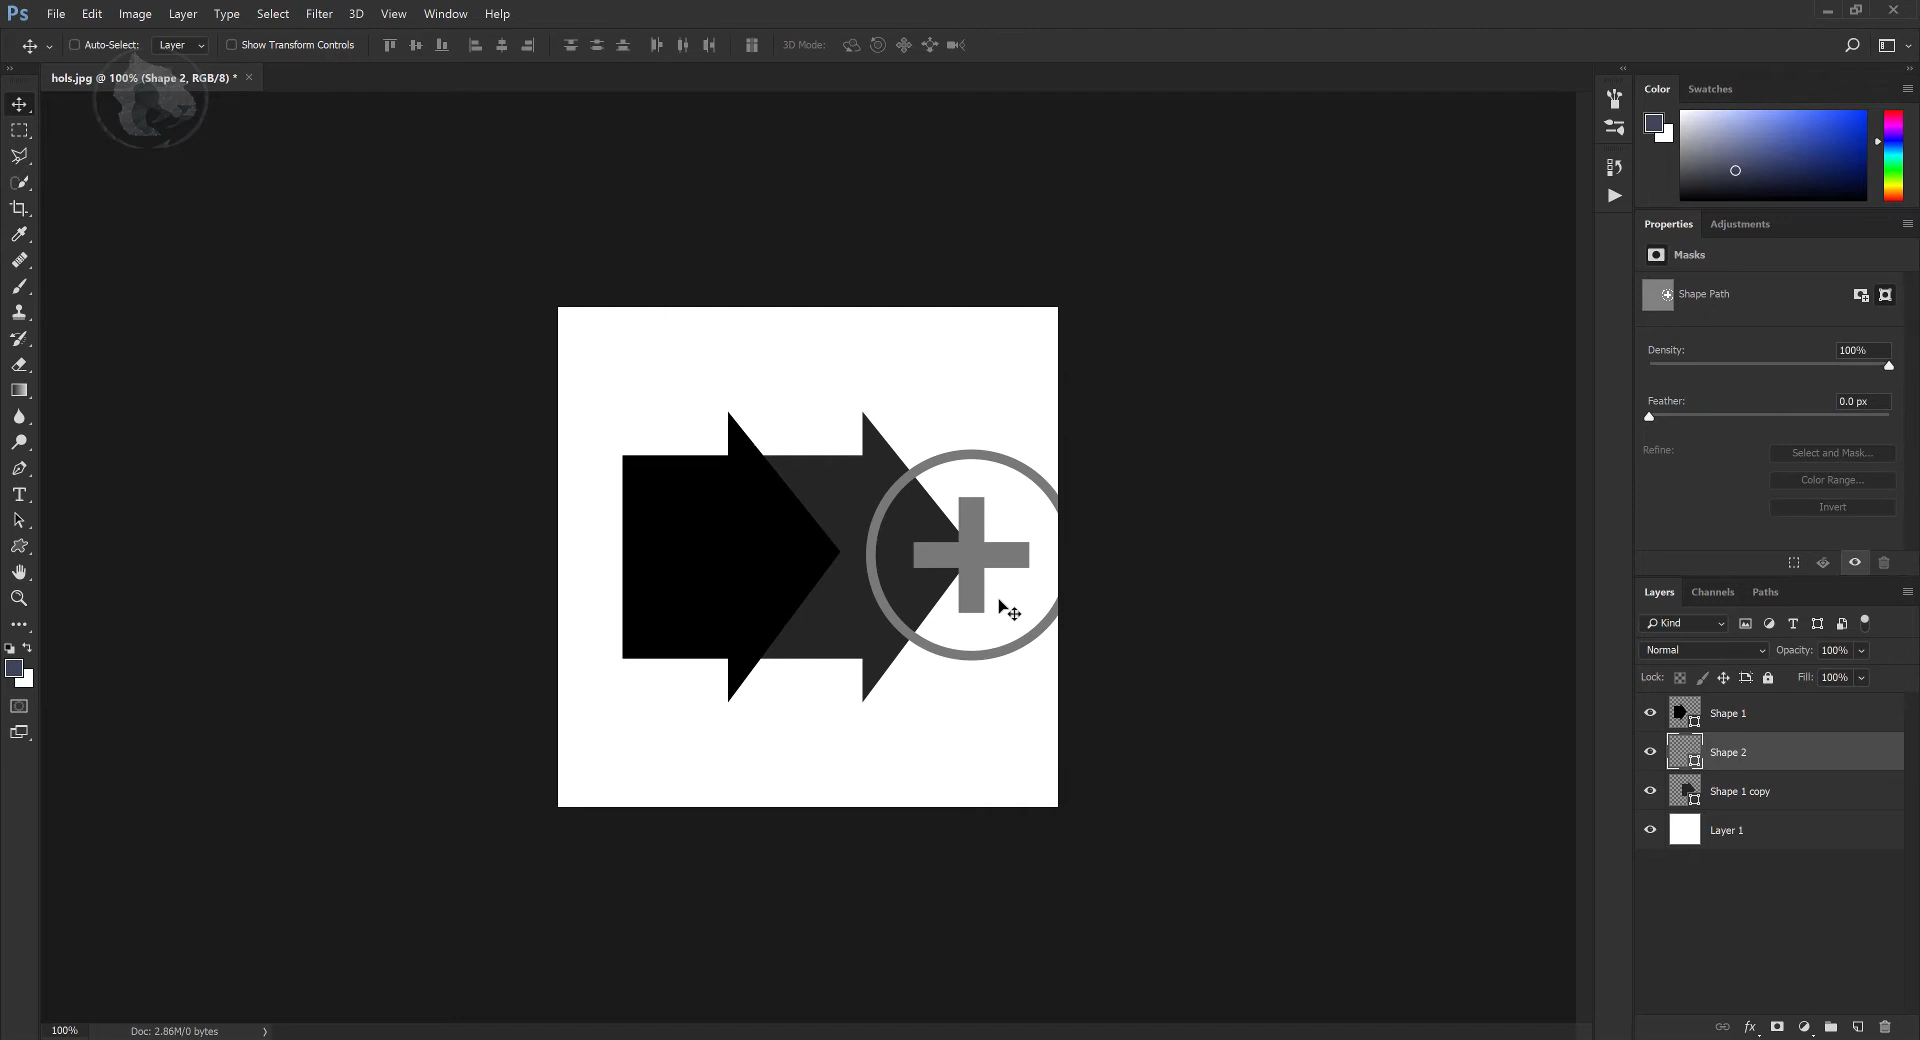 Ps File Edit Image Layer Type Select Filter 3D View Window Help
Auto-Select: Layer Show Transform Controls 3D Mode:
hols.jpg @ 100% (Shape 2, RGB/8) *
Color Swatches
Properties Adjustments
Masks
Shape Path
Density: 100%
Feather: 0.0 px
Refine: Select and Mask...
Color Range...
Invert
Layers Channels Paths
Kind
Normal Opacity: 100%
Lock: Fill: 100%
Shape 1
Shape 2
Shape 1 copy
Layer 1
fx
100% Doc: 2.86M/0 bytes